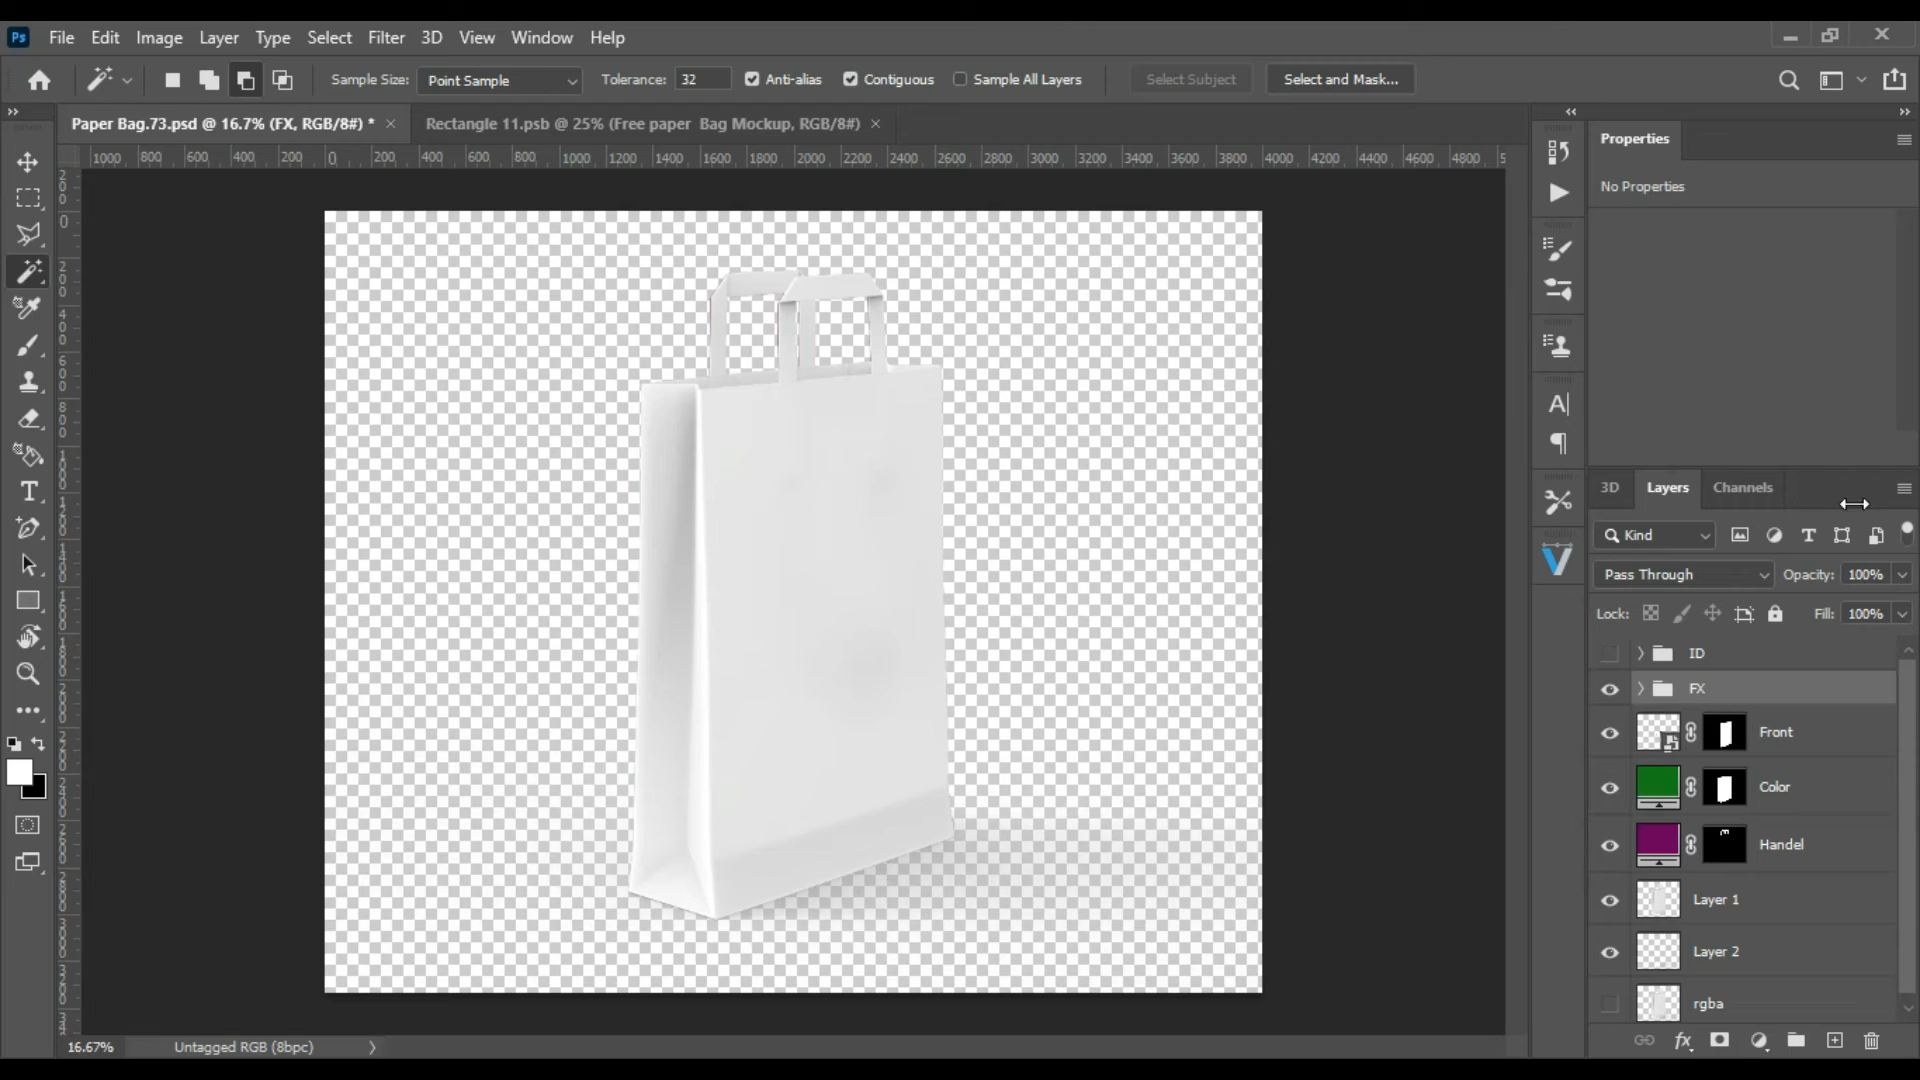 Ps File Edit Image Layer Type Select Filter 3D View Window Help
Sample Size: Point Sample Tolerance: 32 Anti-alias Contiguous Sample All Layers Select Subject Select and Mask...
Paper Bag.73.psd @ 16.7% (FX, RGB/8#) * × Rectangle 11.psb @ 25% (Free paper Bag Mockup, RGB/8#) ×
1000 800 600 400 200 0 200 400 600 800 1000 1200 1400 1600 1800 2000 2200 2400 2600 2800 3000 3200 3400 3600 3800 4000 4200 4400 4600 4800 5
Properties
No Properties
3D Layers Channels
Kind
Pass Through Opacity: 100%
Lock: Fill: 100%
ID
FX
Front
Color
Handel
Layer 1
Layer 2
rgba
fx
16.67% Untagged RGB (8bpc)